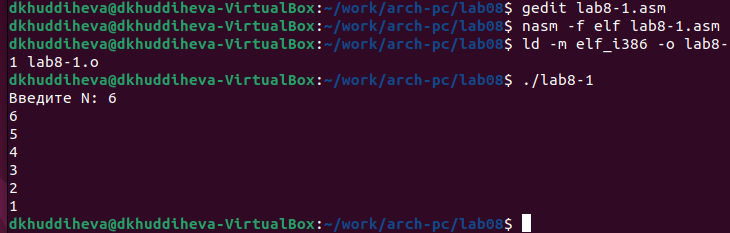 dkhuddiheva@dkhuddiheva-VirtualBox:~/work/arch-pc/lab08$ gedit lab8-1.asm
dkhuddiheva@dkhuddiheva-VirtualBox:~/work/arch-pc/lab08$ nasm -f elf lab8-1.asm
dkhuddiheva@dkhuddiheva-VirtualBox:~/work/arch-pc/lab08$ ld -m elf_i386 -o lab8-
1 lab8-1.o
dkhuddiheva@dkhuddiheva-VirtualBox:~/work/arch-pc/lab08$ ./lab8-1
Введите N: 6
6
5
4
3
2
1
dkhuddiheva@dkhuddiheva-VirtualBox:~/work/arch-pc/lab08$